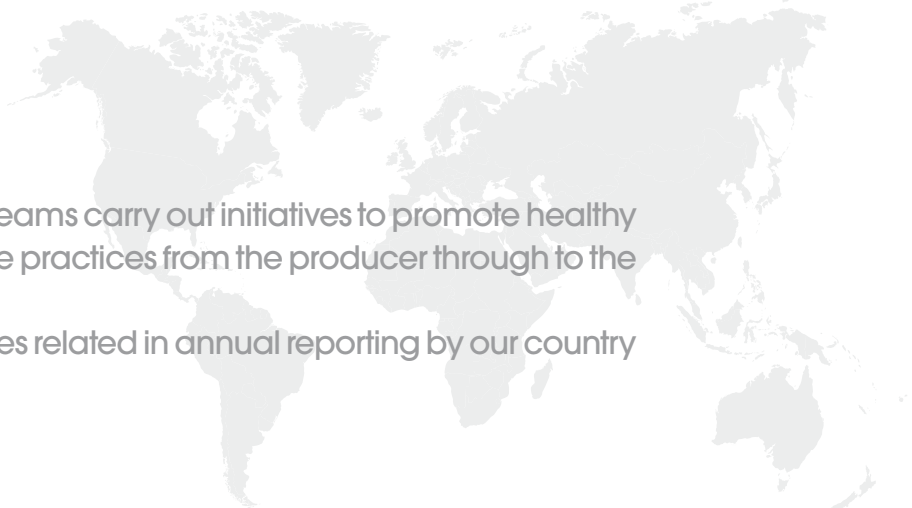 eams carry out initiatives to promote healthy
e practices from the producer through to the
es related in annual reporting by our country